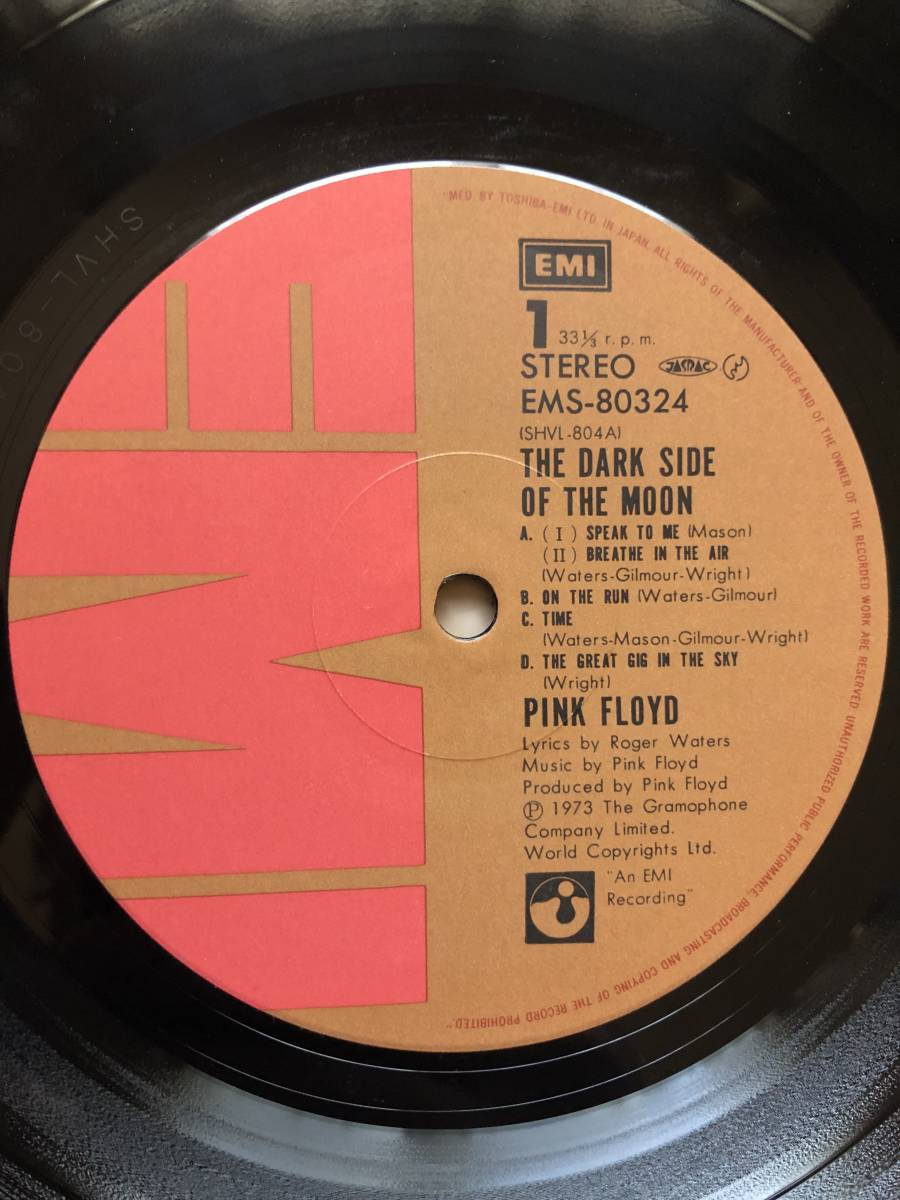 "MFD. BY TOSHIBA-EMI LTD. IN JAPAN. ALL RIGHTS OF THE MANUFACTURER AND OF THE OWNER OF THE RECORDED WORK ARE RESERVED. UNAUTHORIZED PUBLIC PERFORMANCE, BROADCASTING AND COPYING OF THE RECORD PROHIBITED."
EMI
1 33⅓ r.p.m.
STEREO JASRAC
EMS-80324
(SHVL-804A)
THE DARK SIDE
OF THE MOON
A. (I) SPEAK TO ME (Mason)
(II) BREATHE IN THE AIR
(Waters-Gilmour-Wright)
B. ON THE RUN (Waters-Gilmour)
C. TIME
(Waters-Mason-Gilmour-Wright)
D. THE GREAT GIG IN THE SKY
(Wright)
PINK FLOYD
Lyrics by Roger Waters
Music by Pink Floyd
Produced by Pink Floyd
Ⓟ 1973 The Gramophone
Company Limited.
World Copyrights Ltd.
"An EMI
Recording"
EMI
SHVL-80